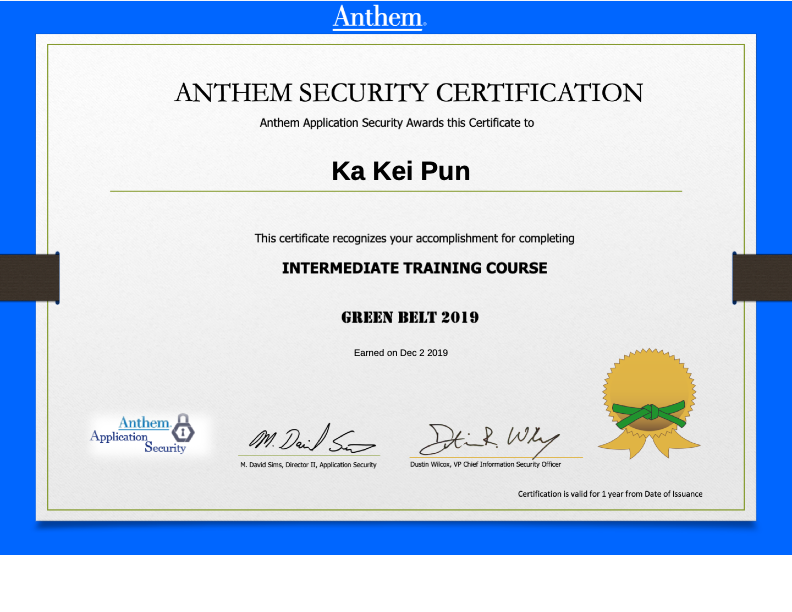 Anthem®
ANTHEM SECURITY CERTIFICATION
Anthem Application Security Awards this Certificate to
Ka Kei Pun
This certificate recognizes your accomplishment for completing
INTERMEDIATE TRAINING COURSE
GREEN BELT 2019
Earned on Dec 2 2019
Anthem
Application
Security
M. David Sims
M. David Sims, Director II, Application Security
Dustin R. Wilcox
Dustin Wilcox, VP Chief Information Security Officer
Certification is valid for 1 year from Date of Issuance